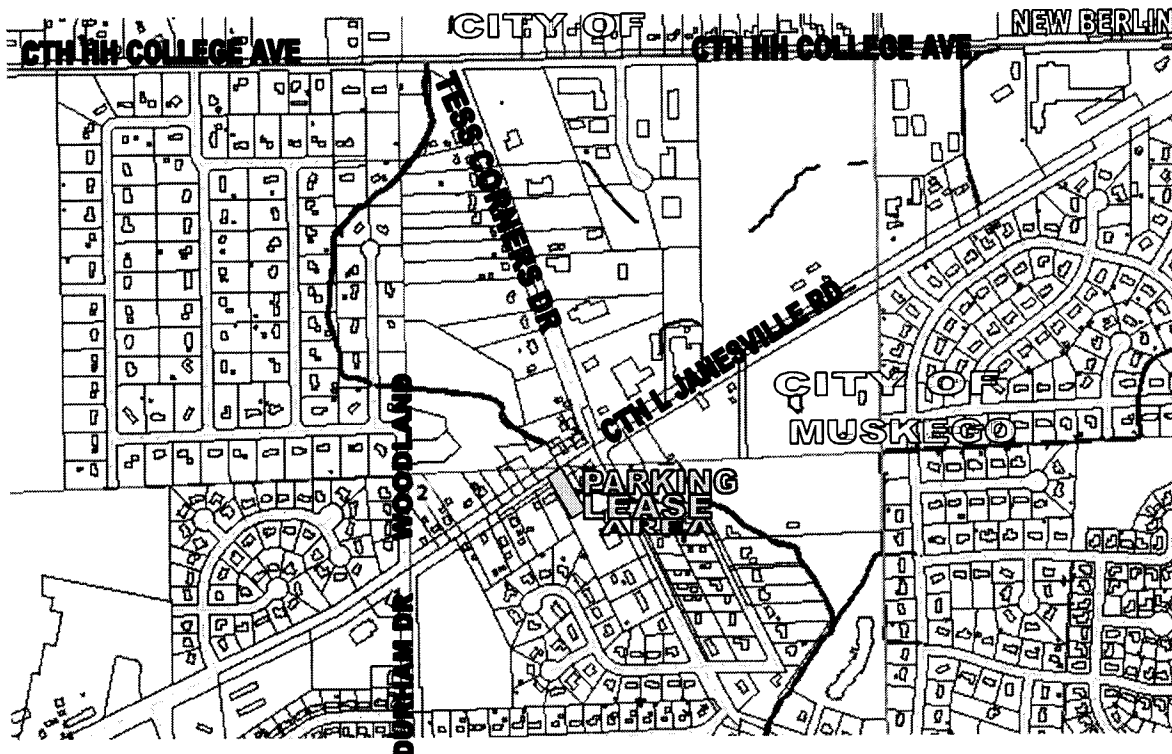 CITY OF
NEW BERLIN
CTH HH COLLEGE AVE
CTH HH COLLEGE AVE
TESS CORNERS DR
CTH L JANESVILLE RD
CITY OF
MUSKEGO
WOODLAND
2
PARKING
LEASE
AREA
DURHAM DR